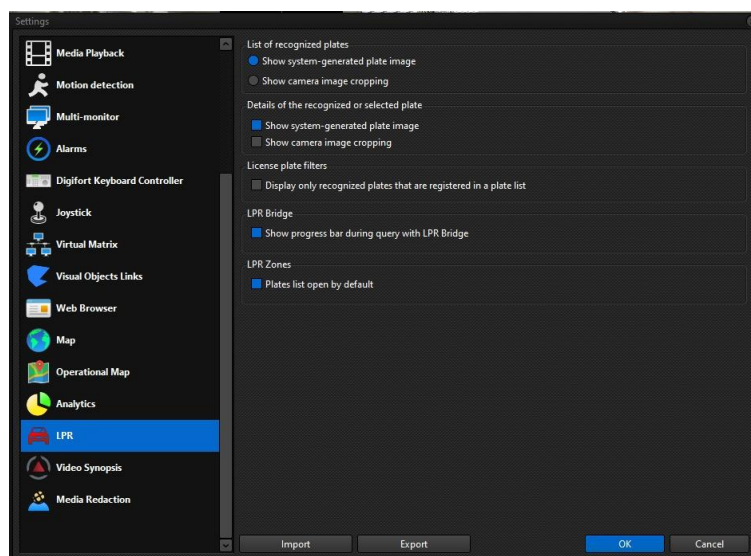 Settings
Media Playback
Motion detection
Multi-monitor
Alarms
Digifort Keyboard Controller
Joystick
Virtual Matrix
Visual Objects Links
Web Browser
Map
Operational Map
Analytics
LPR
Video Synopsis
Media Redaction
List of recognized plates
Show system-generated plate image
Show camera image cropping
Details of the recognized or selected plate
Show system-generated plate image
Show camera image cropping
License plate filters
Display only recognized plates that are registered in a plate list
LPR Bridge
Show progress bar during query with LPR Bridge
LPR Zones
Plates list open by default
Import
Export
OK
Cancel